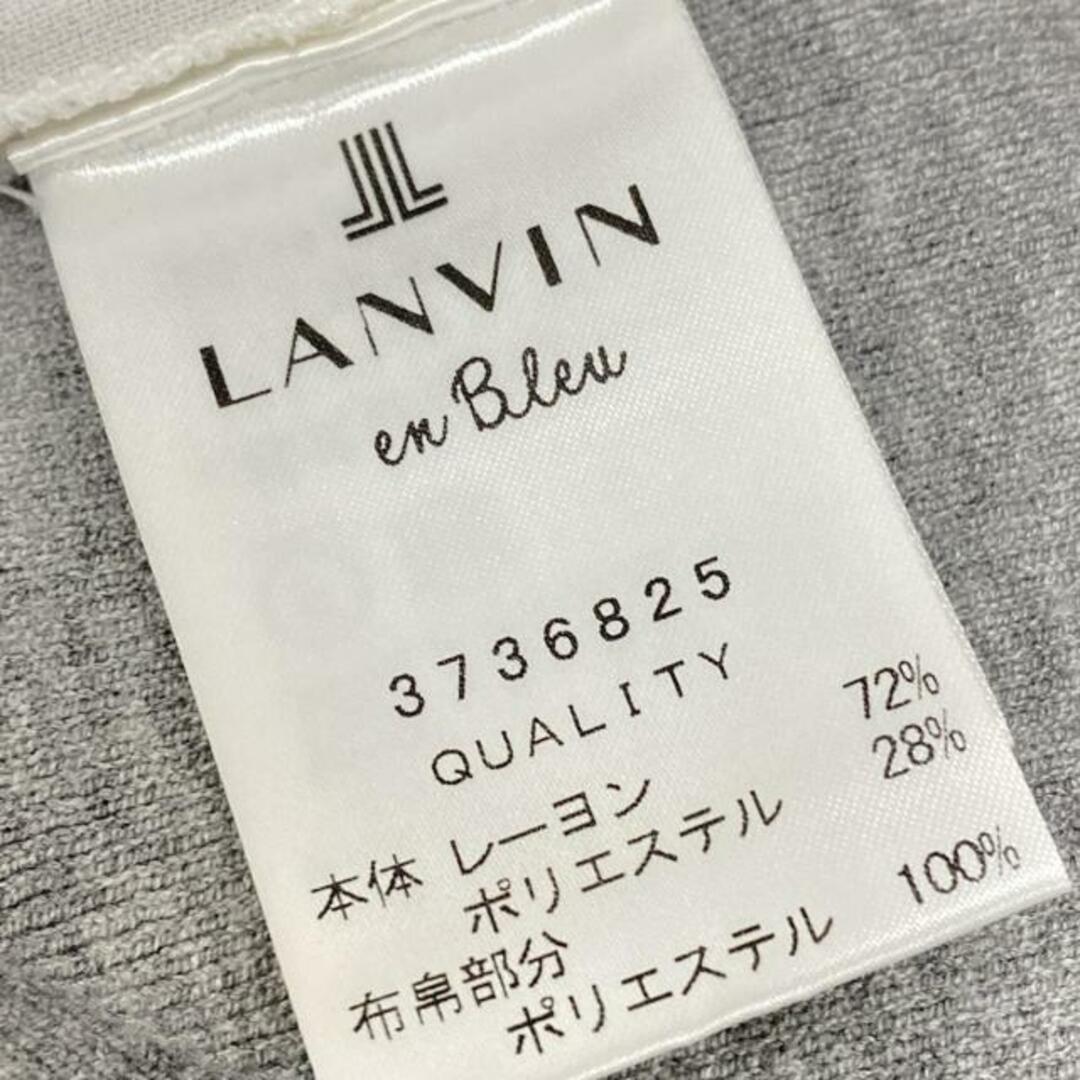 LANVIN
en Bleu
3736825
QUALITY
本体 レーヨン 72%
ポリエステル 28%
布帛部分
ポリエステル 100%